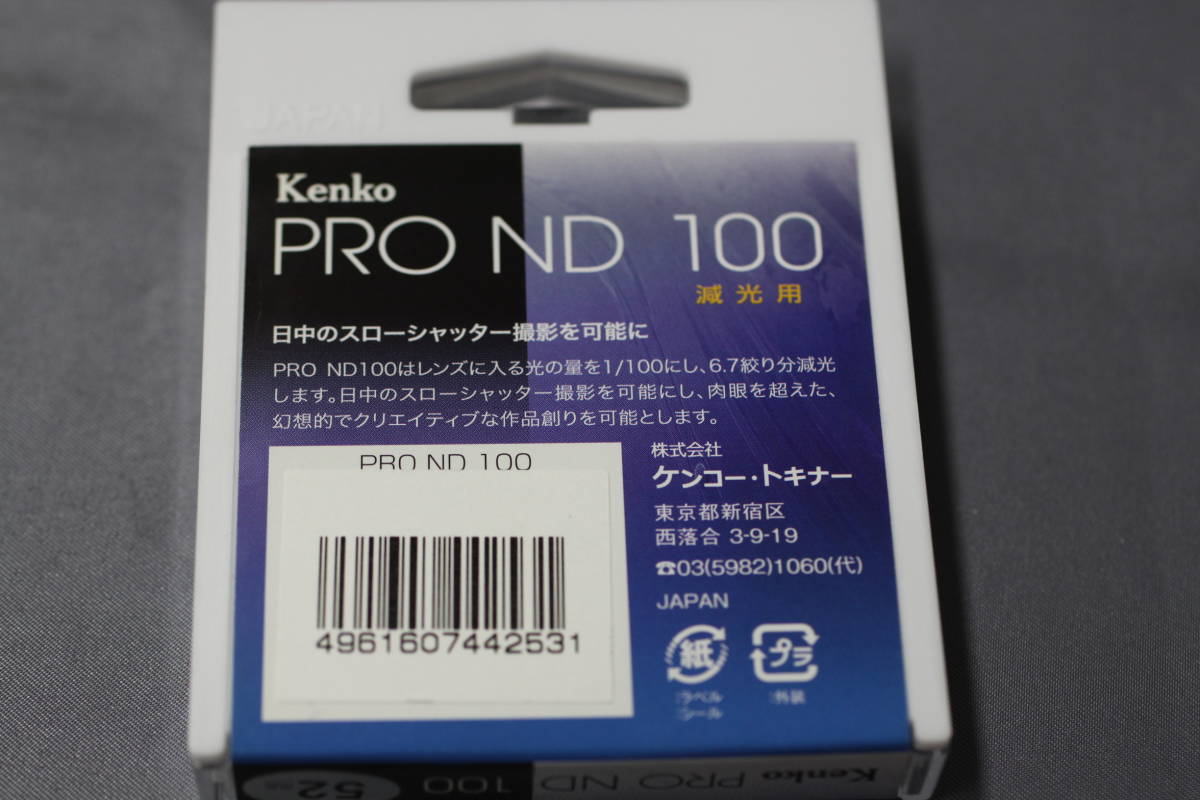 JAPAN
Kenko
PRO ND 100
減光用
日中のスローシャッター撮影を可能に
PRO ND100はレンズに入る光の量を1/100にし、6.7絞り分減光
します。日中のスローシャッター撮影を可能にし、肉眼を超えた、
幻想的でクリエイティブな作品創りを可能とします。
PRO ND 100
4961607442531
株式会社
ケンコー・トキナー
東京都新宿区
西落合 3-9-19
☎03(5982)1060(代)
JAPAN
紙
プラ
:ラベル
:シール
:外装
Kenko PRO ND 100
52